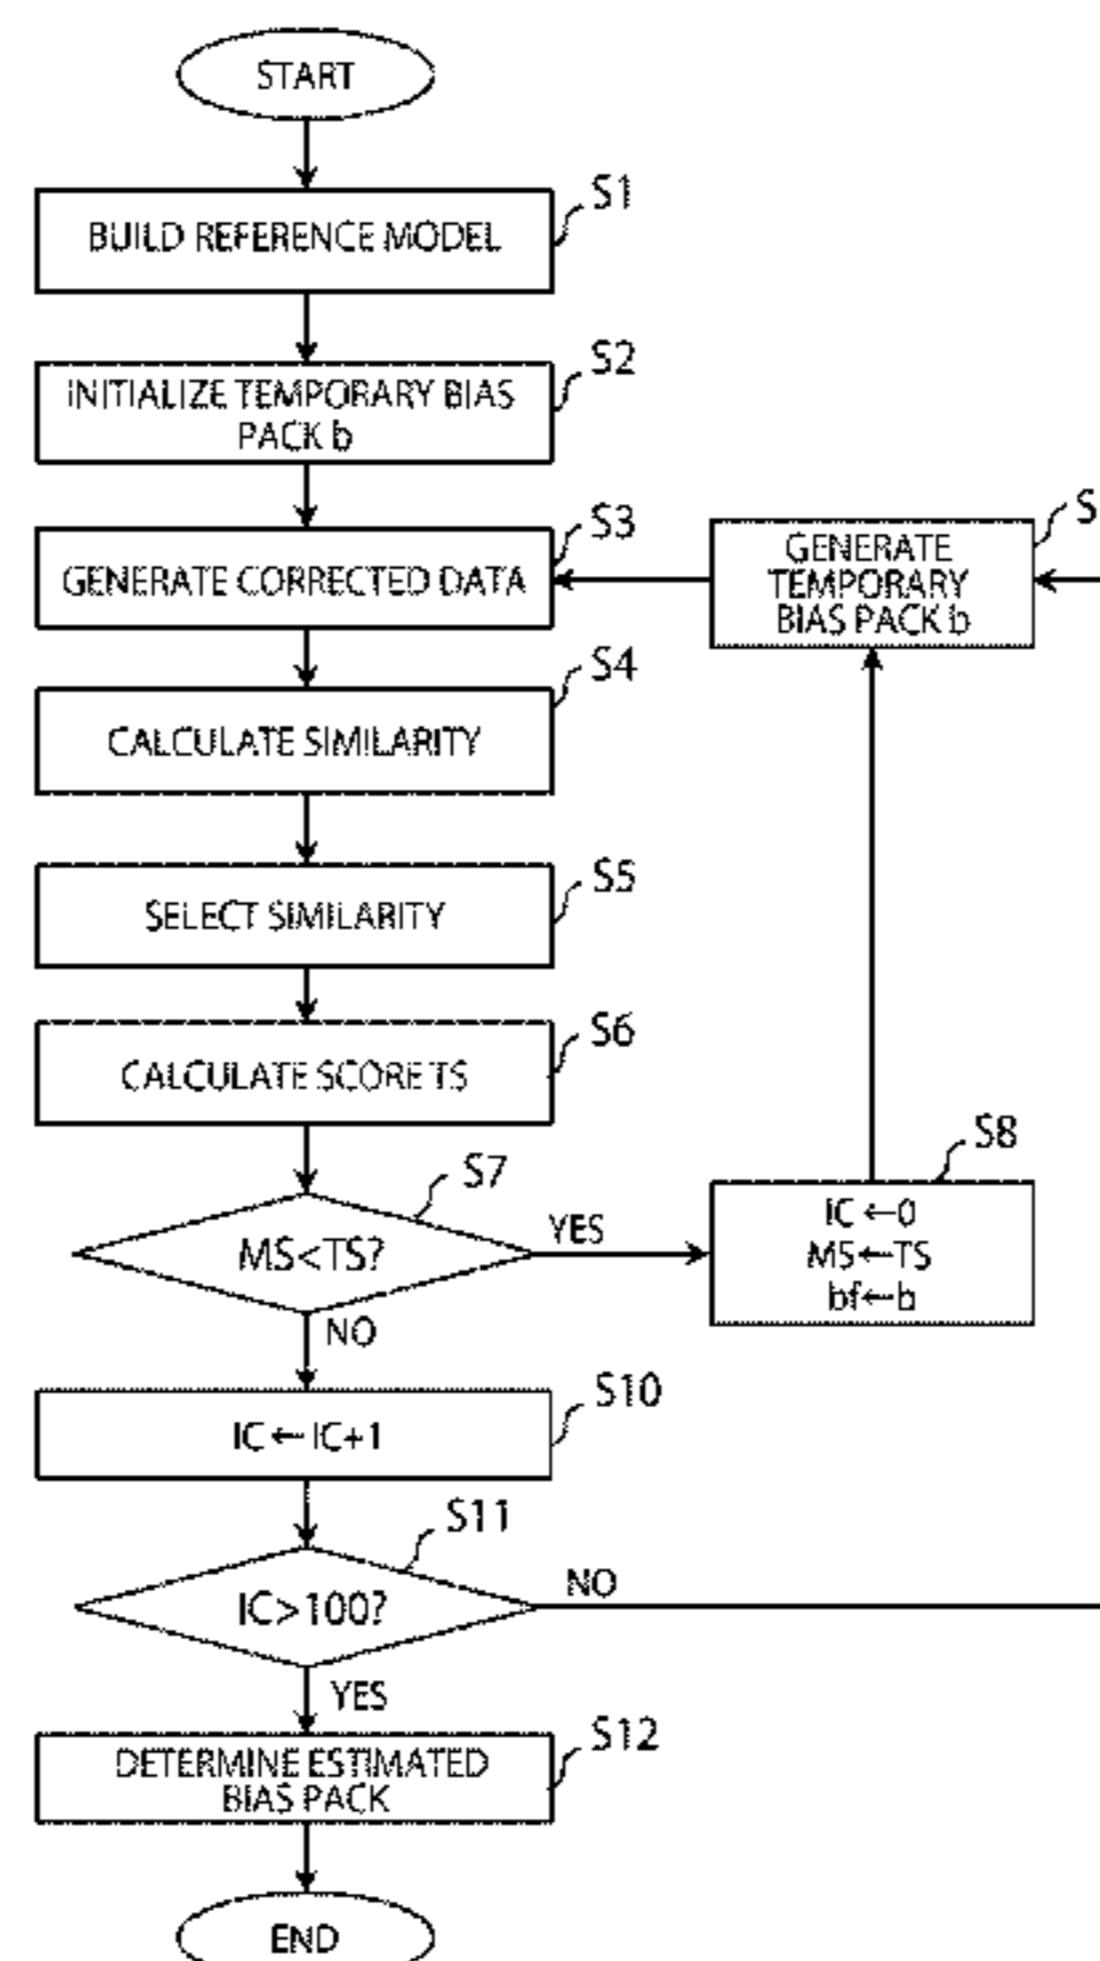 START
S1
BUILD REFERENCE MODEL
S2
INITIALIZE TEMPORARY BIAS
PACK b
S3
GENERATE CORRECTED DATA
S
GENERATE
TEMPORARY
BIAS PACK b
S4
CALCULATE SIMILARITY
S5
SELECT SIMILARITY
S6
CALCULATE SCORE TS
S7
MS<TS?
YES
NO
S8
IC←0
MS←TS
bf←b
S10
IC←IC+1
S11
IC>100?
NO
YES
S12
DETERMINE ESTIMATED
BIAS PACK
END